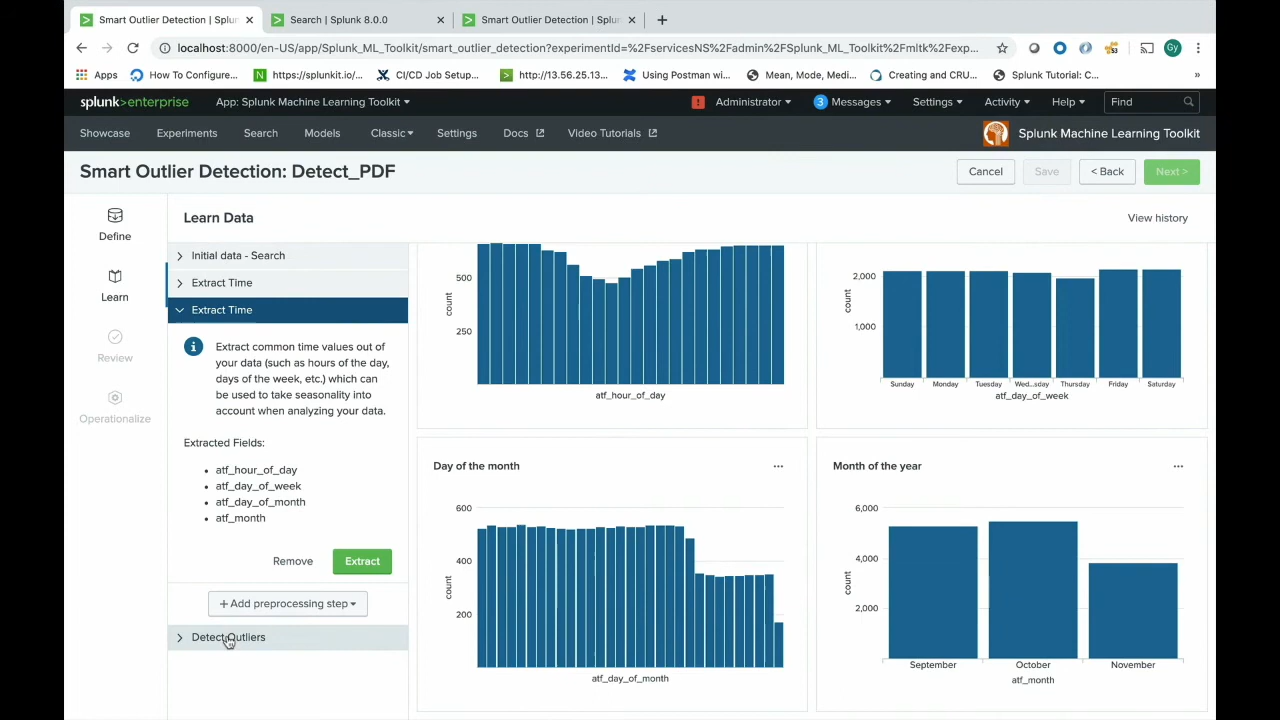 Smart Outlier Detection | Splun
Search | Splunk 8.0.0
Smart Outlier Detection | Splun
localhost:8000/en-US/app/Splunk_ML_Toolkit/smart_outlier_detection?experimentId=%2FservicesNS%2Fadmin%2FSplunk_ML_Toolkit%2Fmltk%2Fexp...
Gy
Apps
How To Configure...
https://splunkit.io/...
CI/CD Job Setup...
http://13.56.25.13...
Using Postman wi...
Mean, Mode, Medi...
Creating and CRU...
Splunk Tutorial: C...
»
splunk>enterprise
App: Splunk Machine Learning Toolkit
!
Administrator
3 Messages
Settings
Activity
Help
Find
Showcase
Experiments
Search
Models
Classic
Settings
Docs
Video Tutorials
Splunk Machine Learning Toolkit
Smart Outlier Detection: Detect_PDF
Cancel
Save
< Back
Next >
Define
Learn
Review
Operationalize
Learn Data
View history
Initial data - Search
Extract Time
Extract Time
Extract common time values out of
your data (such as hours of the day,
days of the week, etc.) which can
be used to take seasonality into
account when analyzing your data.
Extracted Fields:
• atf_hour_of_day
• atf_day_of_week
• atf_day_of_month
• atf_month
Remove
Extract
+ Add preprocessing step
Detect Outliers
500
250
count
atf_hour_of_day
2,000
1,000
count
Sunday
Monday
Tuesday
Wed...sday
Thursday
Friday
Saturday
atf_day_of_week
Day of the month
...
600
400
200
count
atf_day_of_month
Month of the year
...
6,000
4,000
2,000
count
September
October
November
atf_month